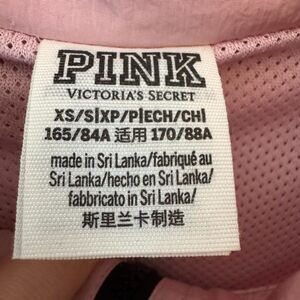 PINK
VICTORIA'S SECRET
XS/S|XP/P|ECH/CH|
165/84A 适用 170/88A
made in Sri Lanka/fabriqué au
Sri Lanka/hecho en Sri Lanka/
fabbricato in Sri Lanka/
斯里兰卡制造